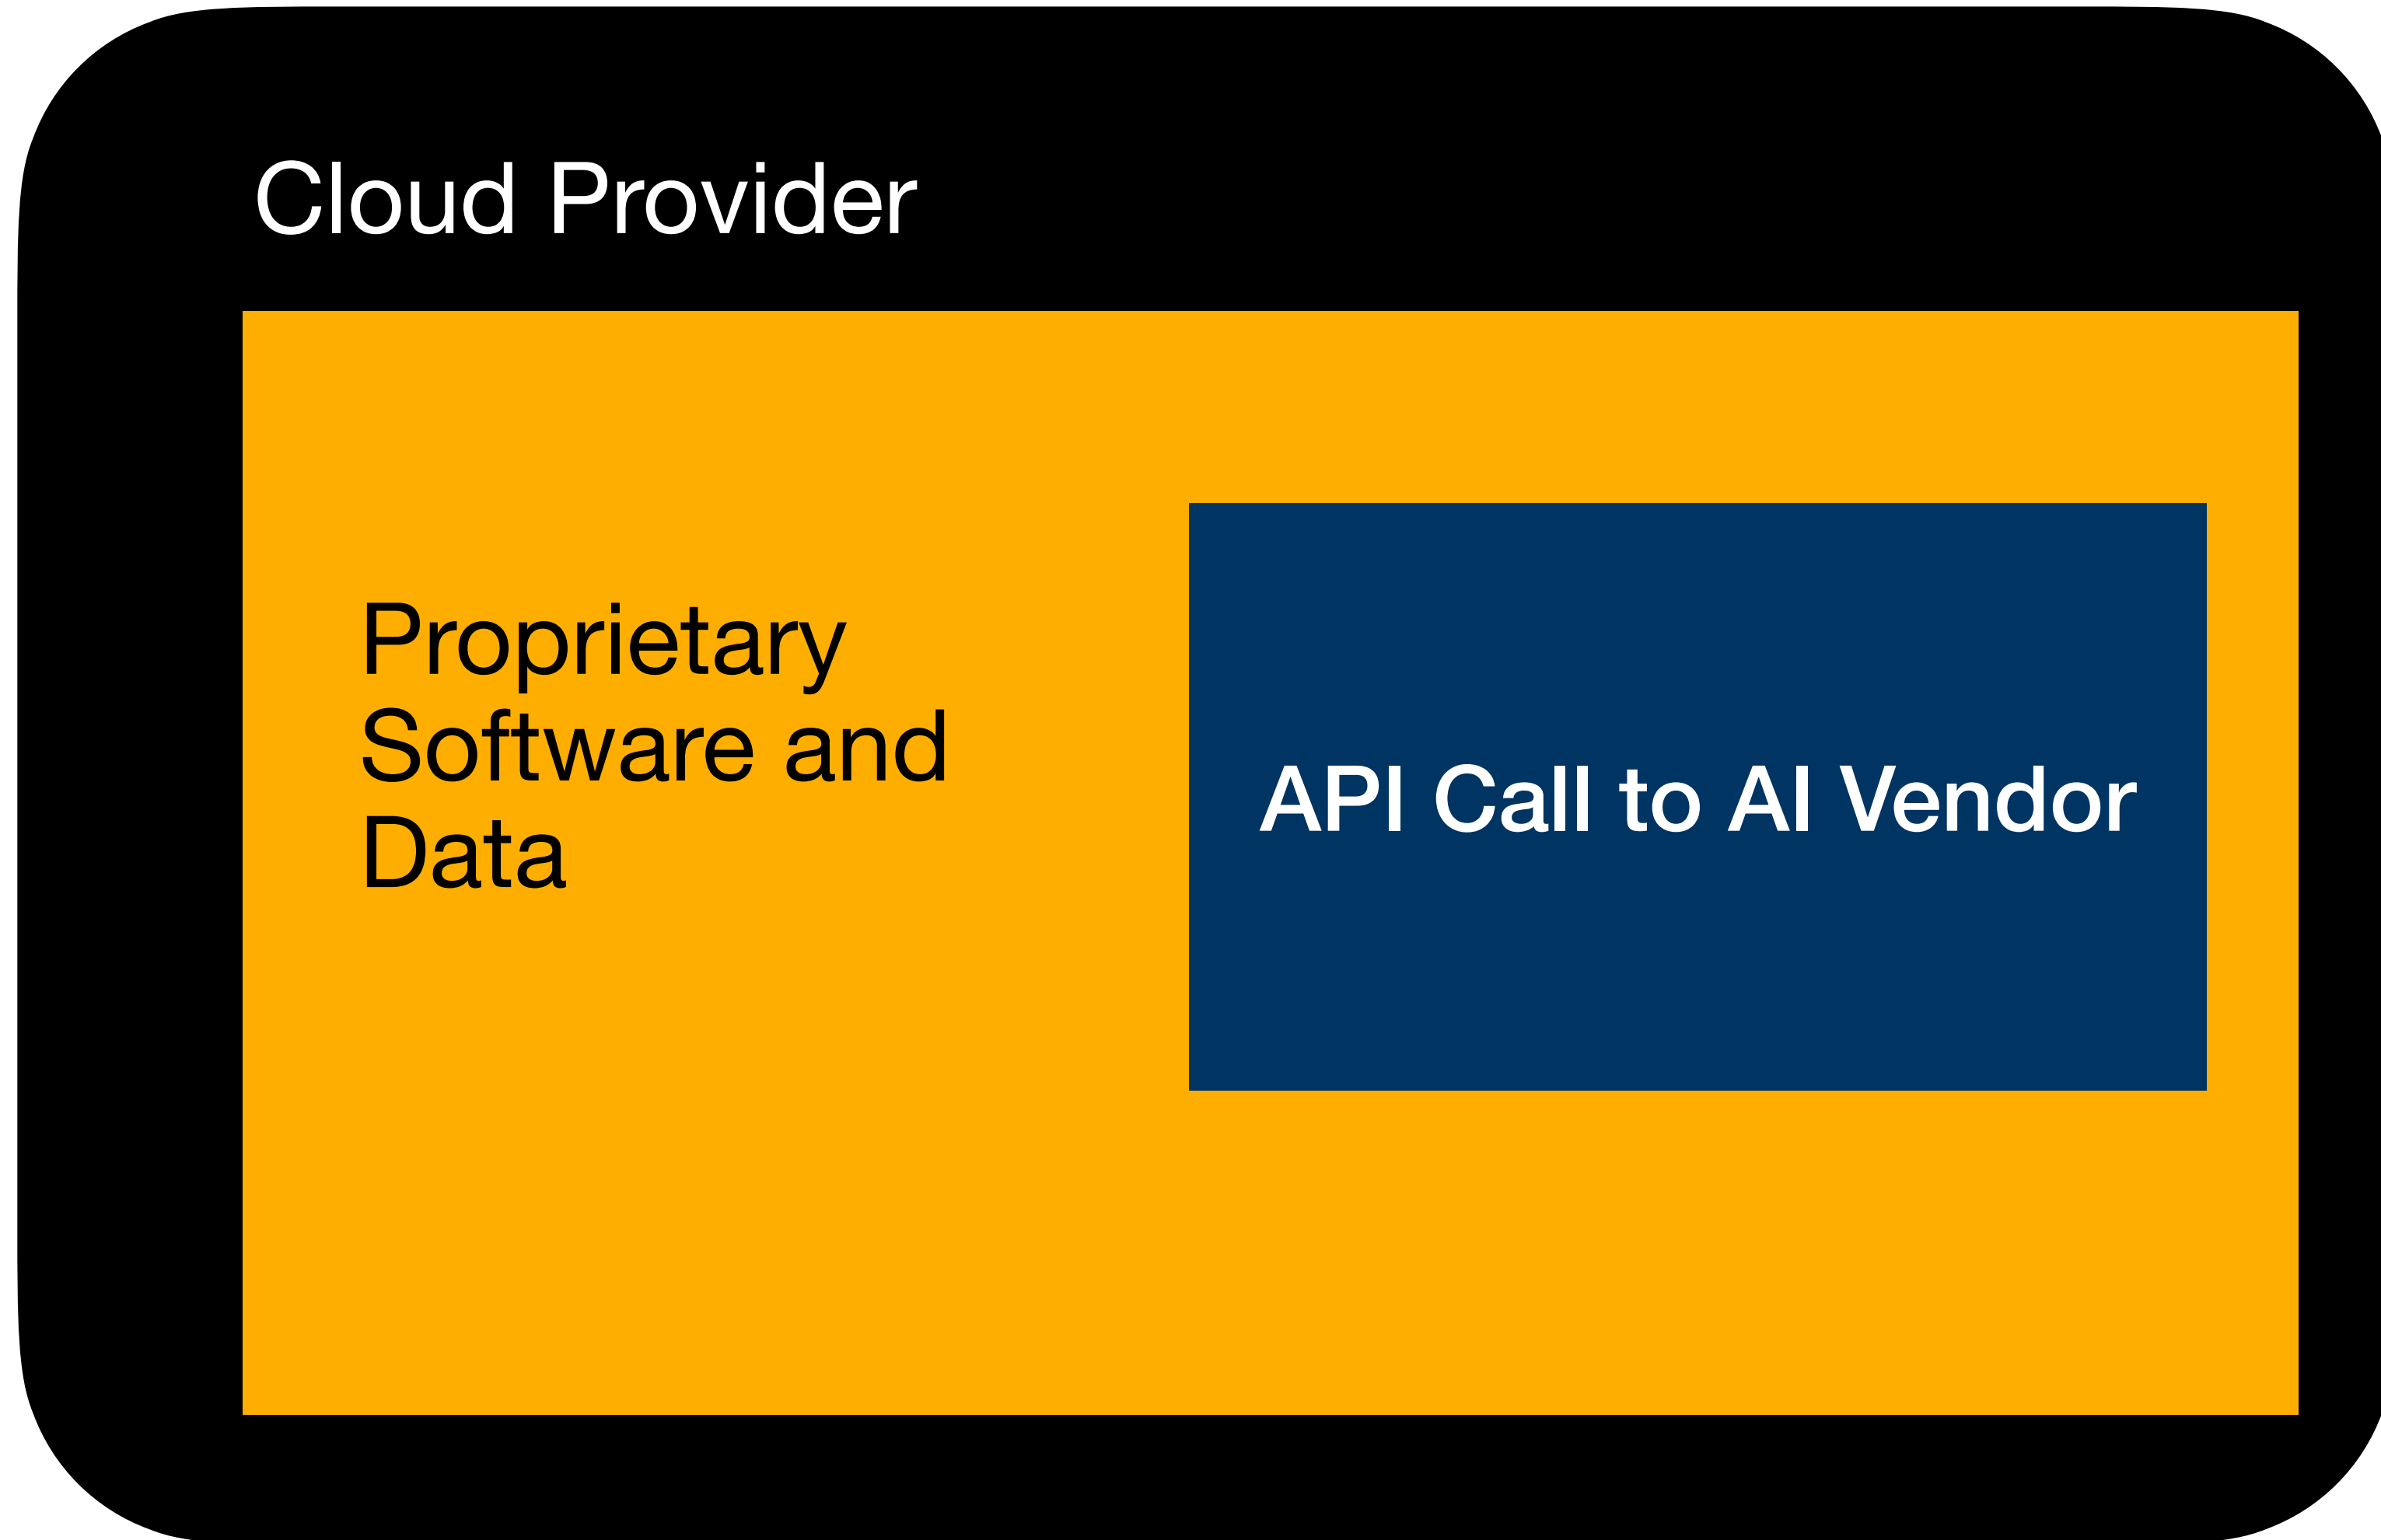 Cloud Provider
Proprietary
Software and
Data
API Call to AI Vendor